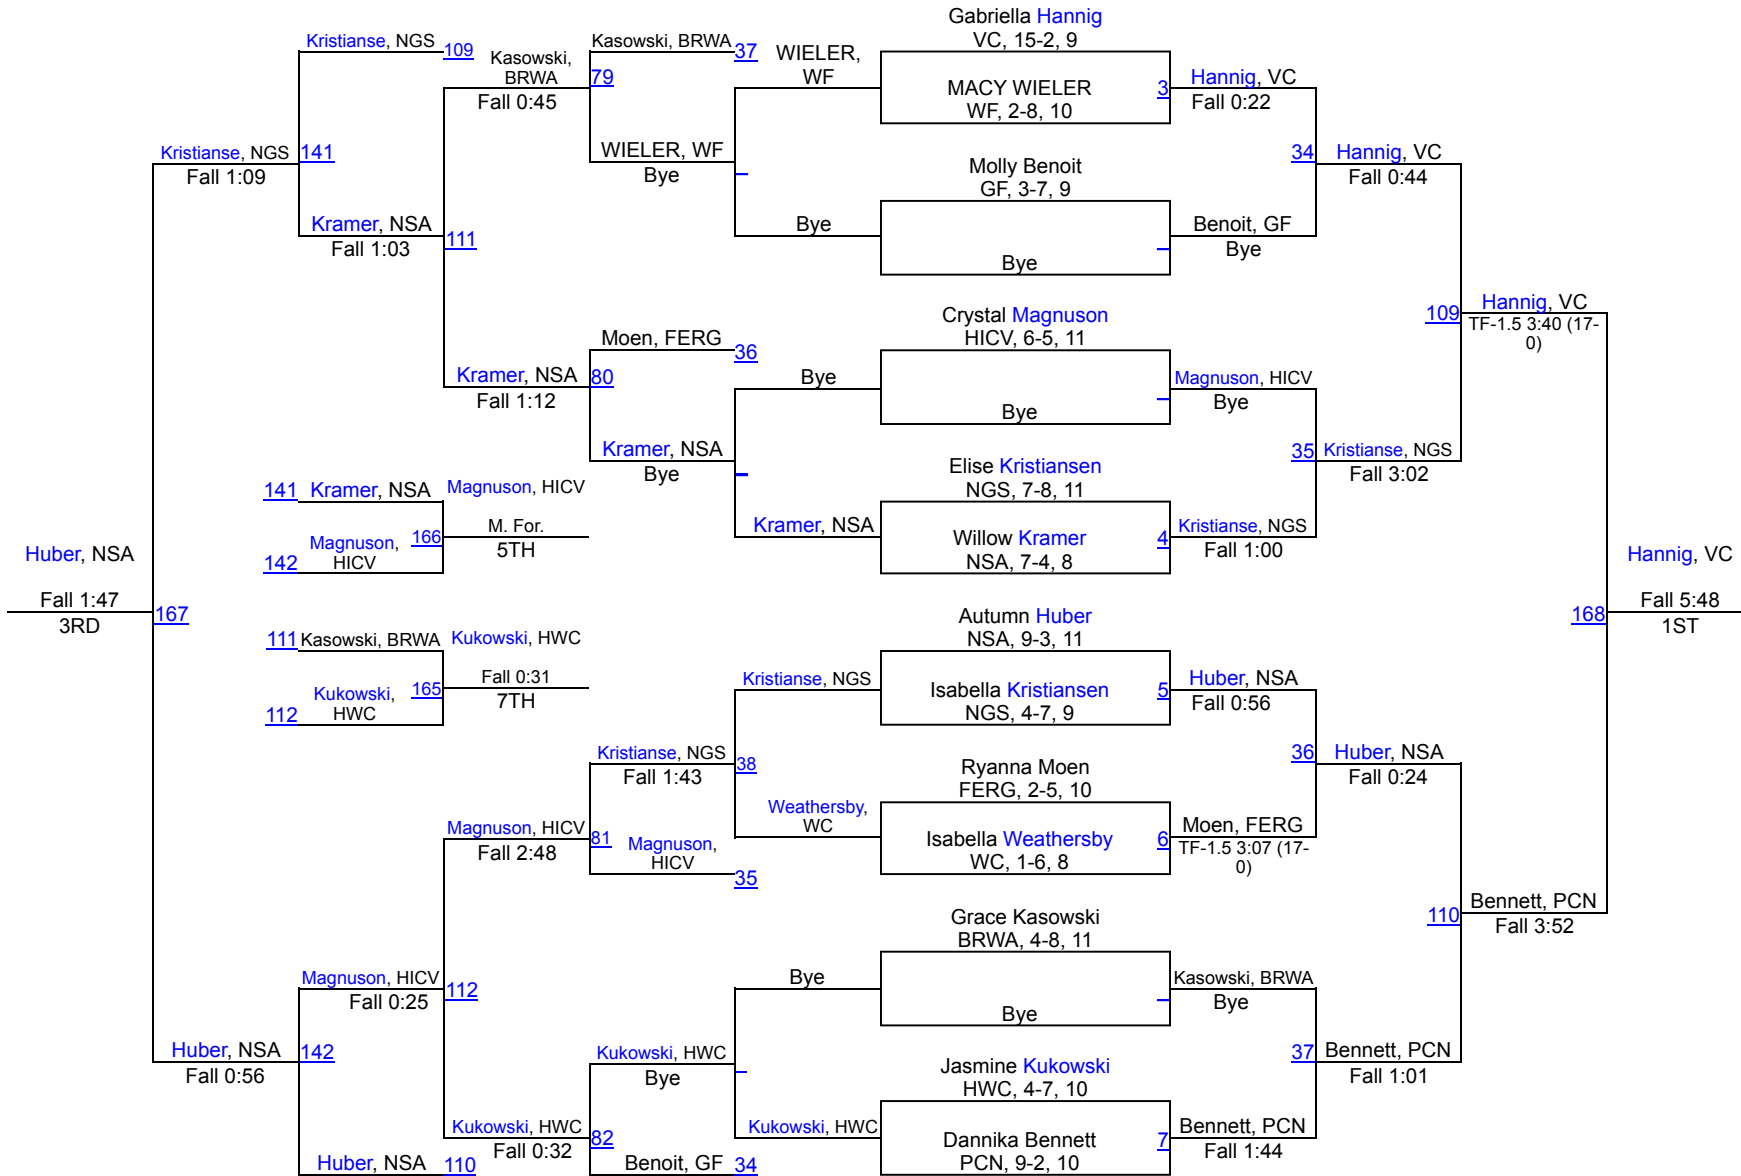 Gabriella Hannig
VC, 15-2, 9
Kristianse, NGS
109
Kasowski, BRWA
37
WIELER,
WF
Kasowski,
BRWA
79
MACY WIELER
WF, 2-8, 10
3
Hannig, VC
Fall 0:22
Fall 0:45
WIELER, WF
Bye
Kristianse, NGS
141
Fall 1:09
Molly Benoit
GF, 3-7, 9
34
Hannig, VC
Fall 0:44
Kramer, NSA
Fall 1:03
111
Bye
Bye
Benoit, GF
Bye
Crystal Magnuson
HICV, 6-5, 11
109
Hannig, VC
TF-1.5 3:40 (17-
0)
Moen, FERG
36
Kramer, NSA
80
Fall 1:12
Bye
Bye
Magnuson, HICV
Bye
Kramer, NSA
Bye
Elise Kristiansen
NGS, 7-8, 11
35
Kristianse, NGS
Fall 3:02
141
Kramer, NSA
Magnuson, HICV
M. For.
5TH
166
Magnuson,
HICV
142
Kramer, NSA
Willow Kramer
NSA, 7-4, 8
4
Kristianse, NGS
Fall 1:00
Huber, NSA
Fall 1:47
3RD
167
Hannig, VC
Fall 5:48
1ST
168
Autumn Huber
NSA, 9-3, 11
111
Kasowski, BRWA
Kukowski, HWC
Fall 0:31
7TH
165
Kukowski,
HWC
112
Kristianse, NGS
Isabella Kristiansen
NGS, 4-7, 9
5
Huber, NSA
Fall 0:56
Kristianse, NGS
Fall 1:43
38
Ryanna Moen
FERG, 2-5, 10
36
Huber, NSA
Fall 0:24
Weathersby,
WC
Isabella Weathersby
WC, 1-6, 8
6
Moen, FERG
TF-1.5 3:07 (17-
0)
Magnuson, HICV
Fall 2:48
81
Magnuson,
HICV
35
Grace Kasowski
BRWA, 4-8, 11
110
Bennett, PCN
Fall 3:52
Magnuson, HICV
Fall 0:25
112
Bye
Bye
Kasowski, BRWA
Bye
Huber, NSA
Fall 0:56
142
Kukowski, HWC
Bye
Jasmine Kukowski
HWC, 4-7, 10
37
Bennett, PCN
Fall 1:01
Kukowski, HWC
Fall 0:32
82
Kukowski, HWC
Dannika Bennett
PCN, 9-2, 10
7
Bennett, PCN
Fall 1:44
Huber, NSA
110
Benoit, GF
34